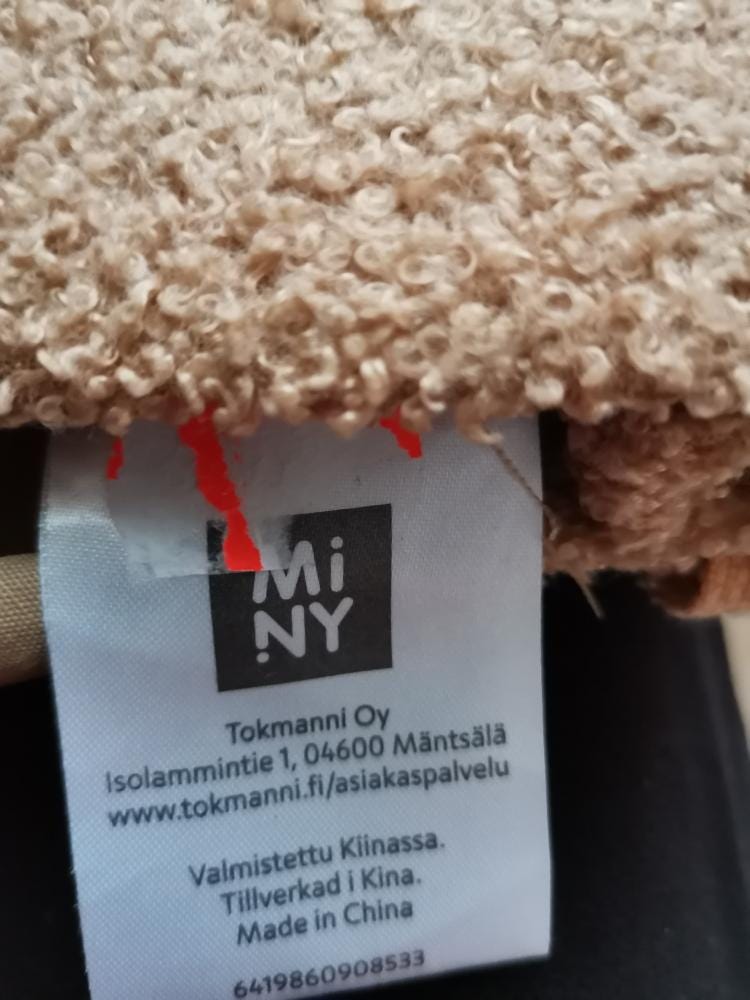 Mi
NY
Tokmanni Oy
Isolammintie 1, 04600 Mäntsälä
www.tokmanni.fi/asiakaspalvelu
Valmistettu Kiinassa.
Tillverkad i Kina.
Made in China
6419860908533